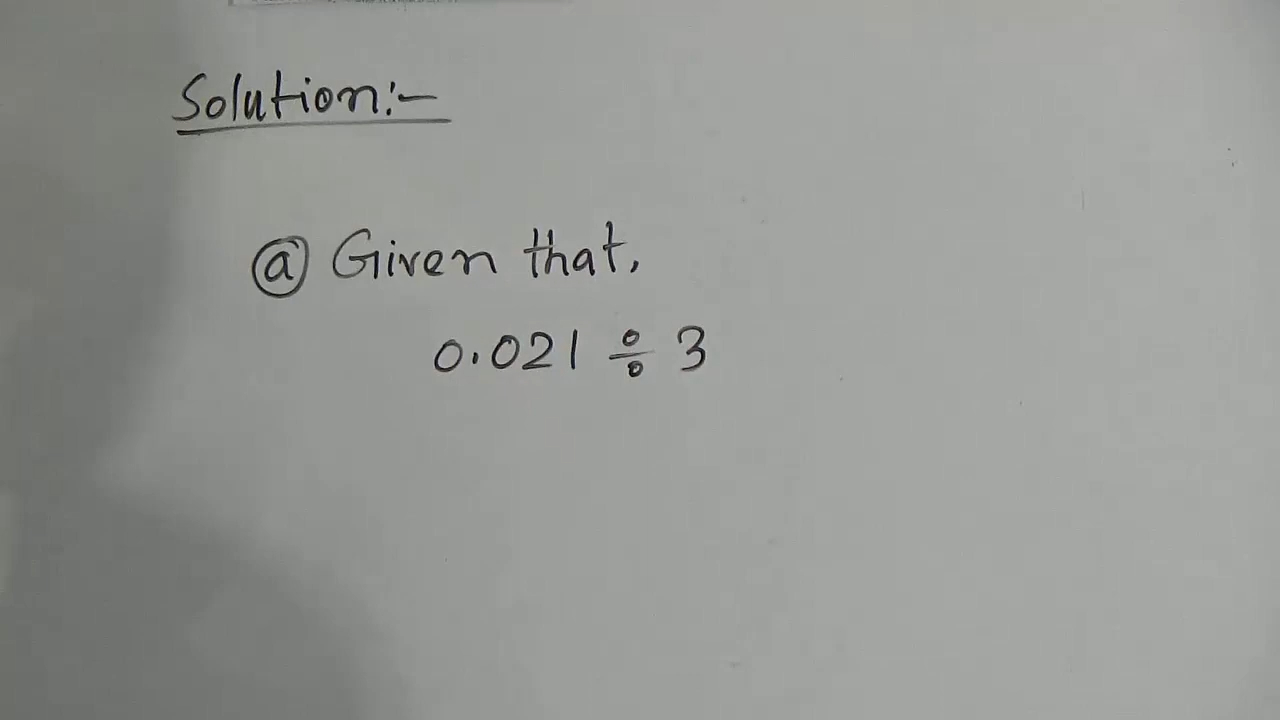 Solution:-
ⓐ Given that,
0.021 ÷ 3